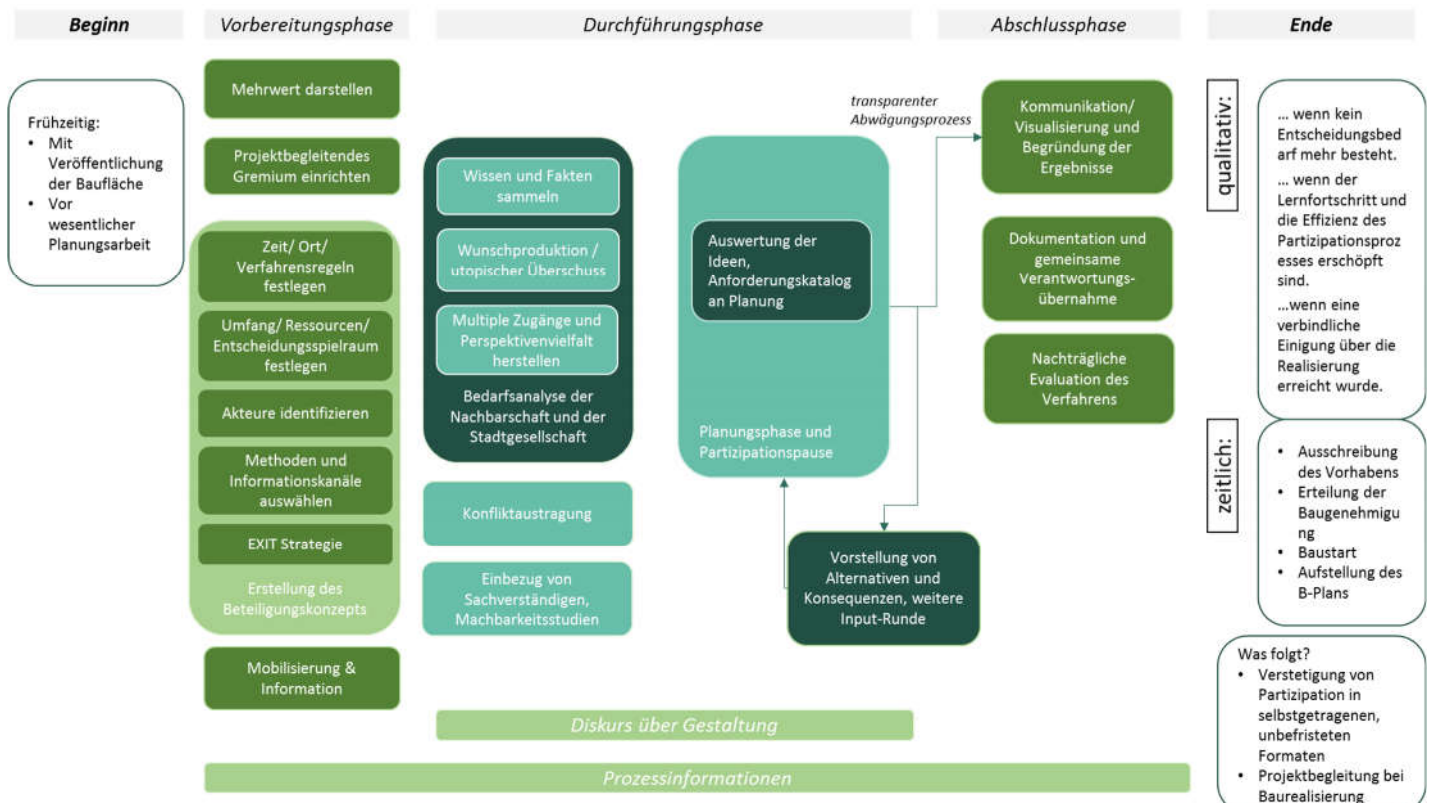 Beginn
Vorbereitungsphase
Durchführungsphase
Abschlussphase
Ende
Frühzeitig:
• Mit
Veröffentlichung
der Baufläche
• Vor
wesentlicher
Planungsarbeit
Mehrwert darstellen
Projektbegleitendes
Gremium einrichten
Zeit/ Ort/
Verfahrensregeln
festlegen
Umfang/ Ressourcen/
Entscheidungsspielraum
festlegen
Akteure identifizieren
Methoden und
Informationskanäle
auswählen
EXIT Strategie
Erstellung des
Beteiligungskonzepts
Mobilisierung &
Information
Wissen und Fakten
sammeln
Wunschproduktion /
utopischer Überschuss
Multiple Zugänge und
Perspektivenvielfalt
herstellen
Bedarfsanalyse der
Nachbarschaft und der
Stadtgesellschaft
Konfliktaustragung
Einbezug von
Sachverständigen,
Machbarkeitsstudien
Auswertung der
Ideen,
Anforderungskatalog
an Planung
Planungsphase und
Partizipationspause
transparenter
Abwägungsprozess
Vorstellung von
Alternativen und
Konsequenzen, weitere
Input-Runde
Kommunikation/
Visualisierung und
Begründung der
Ergebnisse
Dokumentation und
gemeinsame
Verantwortungs-
übernahme
Nachträgliche
Evaluation des
Verfahrens
qualitativ:
... wenn kein
Entscheidungsbed
arf mehr besteht.
... wenn der
Lernfortschritt und
die Effizienz des
Partizipationsproz
esses erschöpft
sind.
...wenn eine
verbindliche
Einigung über die
Realisierung
erreicht wurde.
zeitlich:
• Ausschreibung
des Vorhabens
• Erteilung der
Baugenehmigu
ng
• Baustart
• Aufstellung des
B-Plans
Was folgt?
• Verstetigung von
Partizipation in
selbstgetragenen,
unbefristeten
Formaten
• Projektbegleitung bei
Baurealisierung
Diskurs über Gestaltung
Prozessinformationen